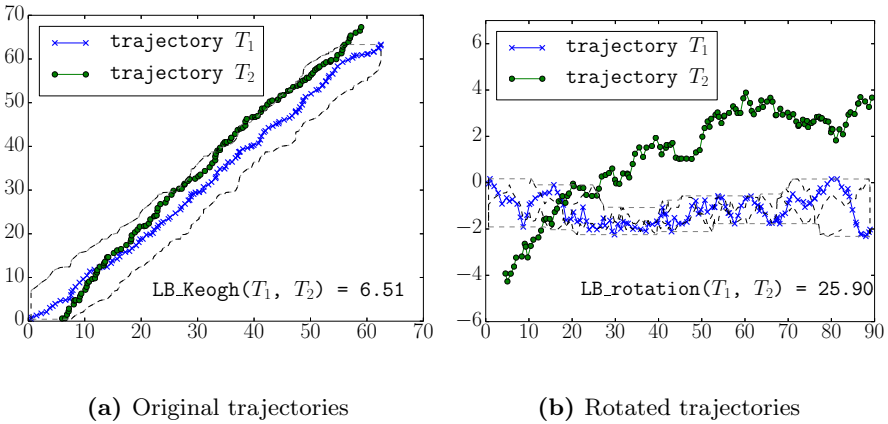 70
60
50
40
30
20
10
0
0 10 20 30 40 50 60 70
trajectory T₁
trajectory T₂
LB_Keogh(T₁, T₂) = 6.51
(a) Original trajectories
6
4
2
0
−2
−4
−6
0 10 20 30 40 50 60 70 80 90
trajectory T₁
trajectory T₂
LB_rotation(T₁, T₂) = 25.90
(b) Rotated trajectories